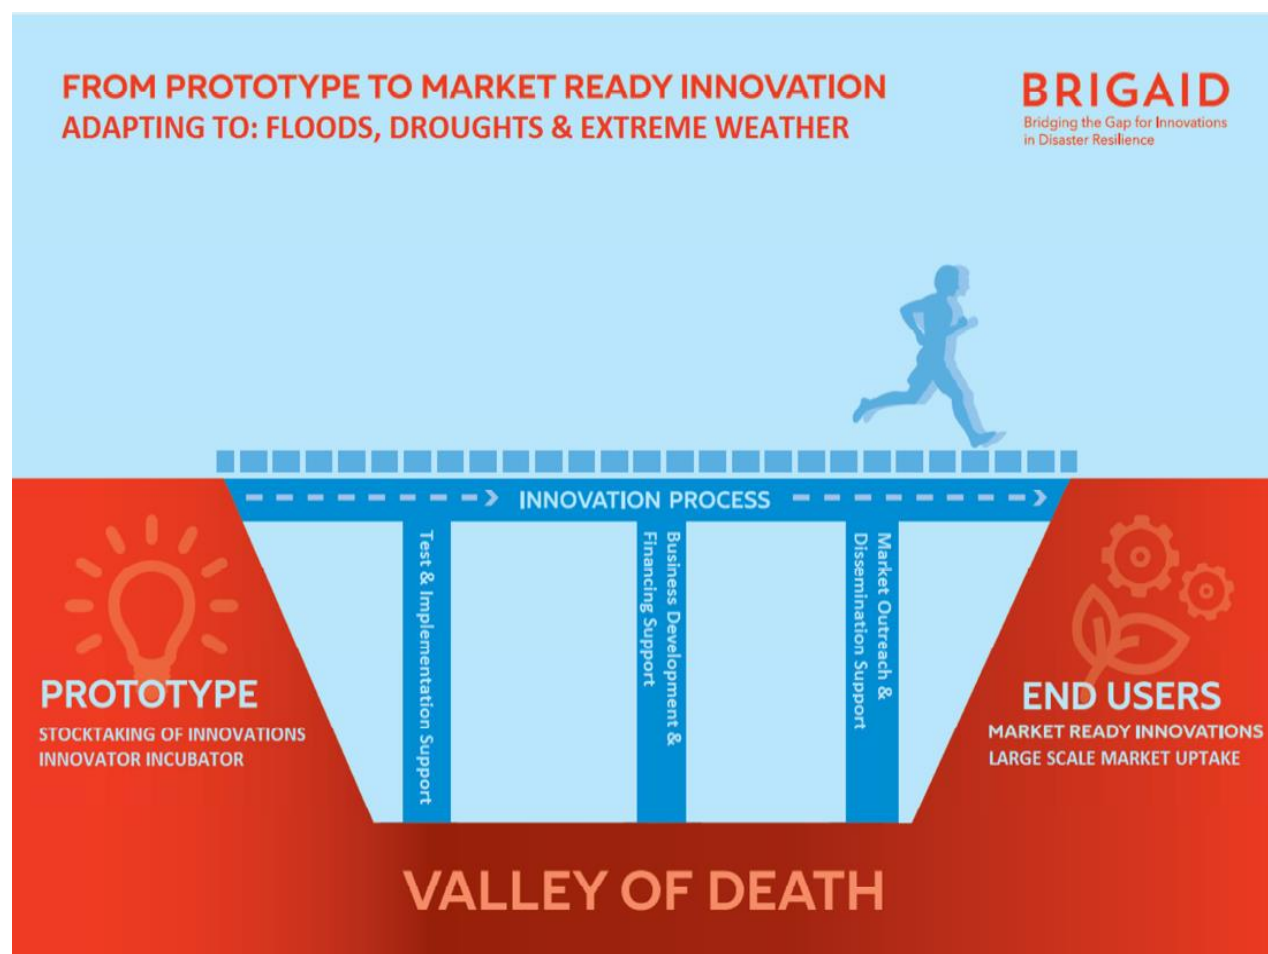 FROM PROTOTYPE TO MARKET READY INNOVATION
ADAPTING TO: FLOODS, DROUGHTS & EXTREME WEATHER
BRIGAID
Bridging the Gap for Innovations
in Disaster Resilience
INNOVATION PROCESS
Test & Implementation Support
Business Development &
Financing Support
Market Outreach &
Dissemination Support
PROTOTYPE
STOCKTAKING OF INNOVATIONS
INNOVATOR INCUBATOR
END USERS
MARKET READY INNOVATIONS
LARGE SCALE MARKET UPTAKE
VALLEY OF DEATH